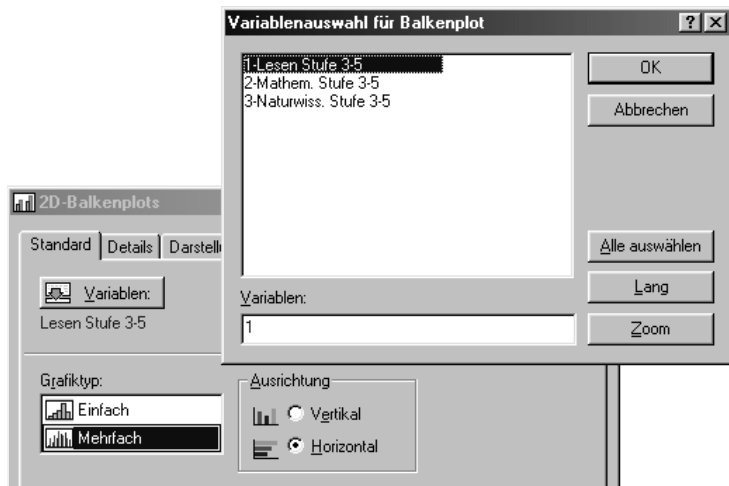 Variablenauswahl für Balkenplot
1-Lesen Stufe 3-5
2-Mathem. Stufe 3-5
3-Naturwiss. Stufe 3-5
OK
Abbrechen
Alle auswählen
Lang
Zoom
Variablen:
1
2D-Balkenplots
Standard
Details
Variablen:
Lesen Stufe 3-5
Grafiktyp:
Einfach
Mehrfach
Ausrichtung
Vertikal
Horizontal